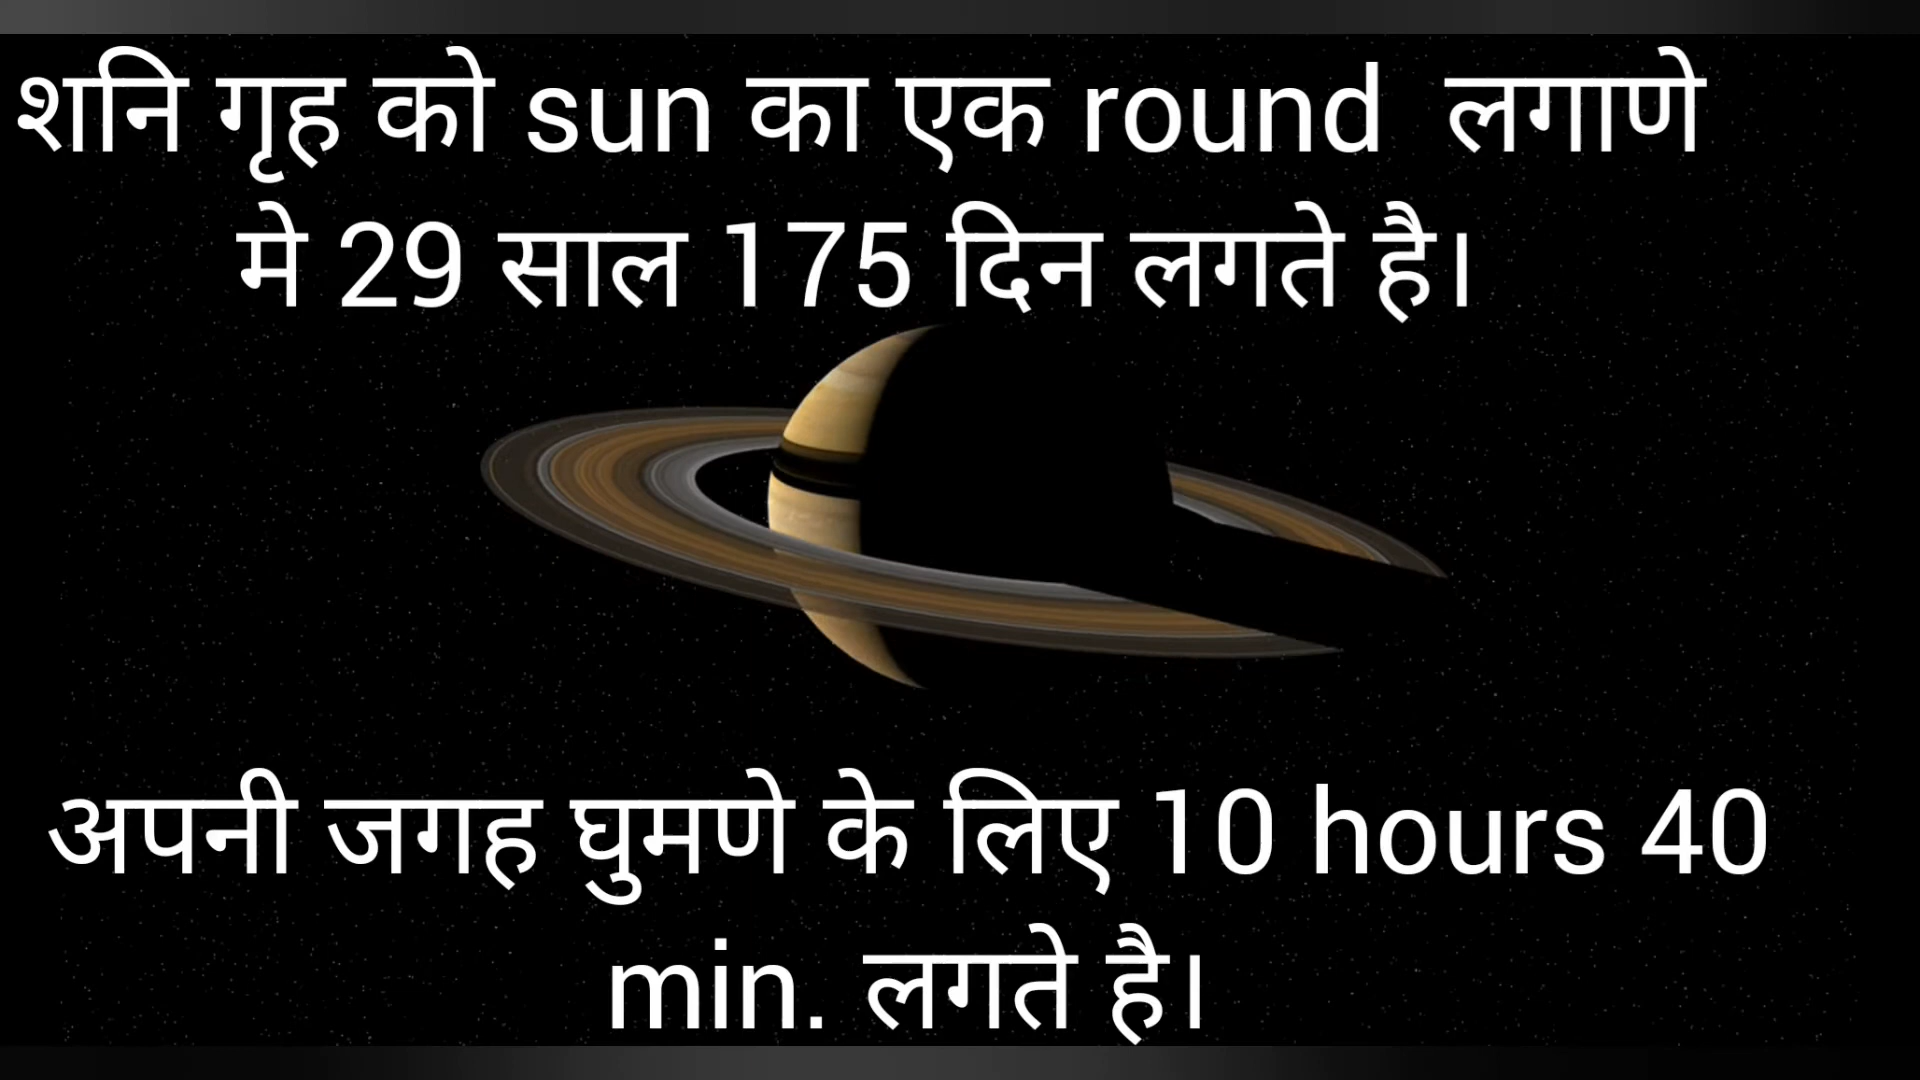 शनि गृह को sun का एक round लगाणे
मे 29 साल 175 दिन लगते है।
अपनी जगह घुमणे के लिए 10 hours 40
min. लगते है।